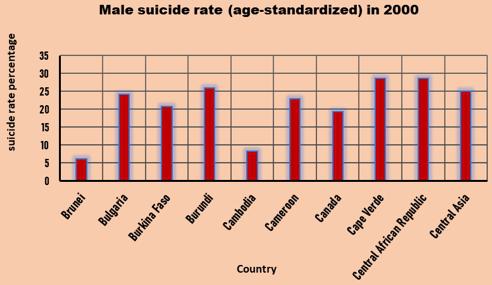 Male suicide rate (age-standardized) in 2000
suicide rate percentage
35
30
25
20
15
10
5
0
Brunei
Bulgaria
Burkina Faso
Burundi
Cambodia
Cameroon
Canada
Cape Verde
Central African Republic
Central Asia
Country